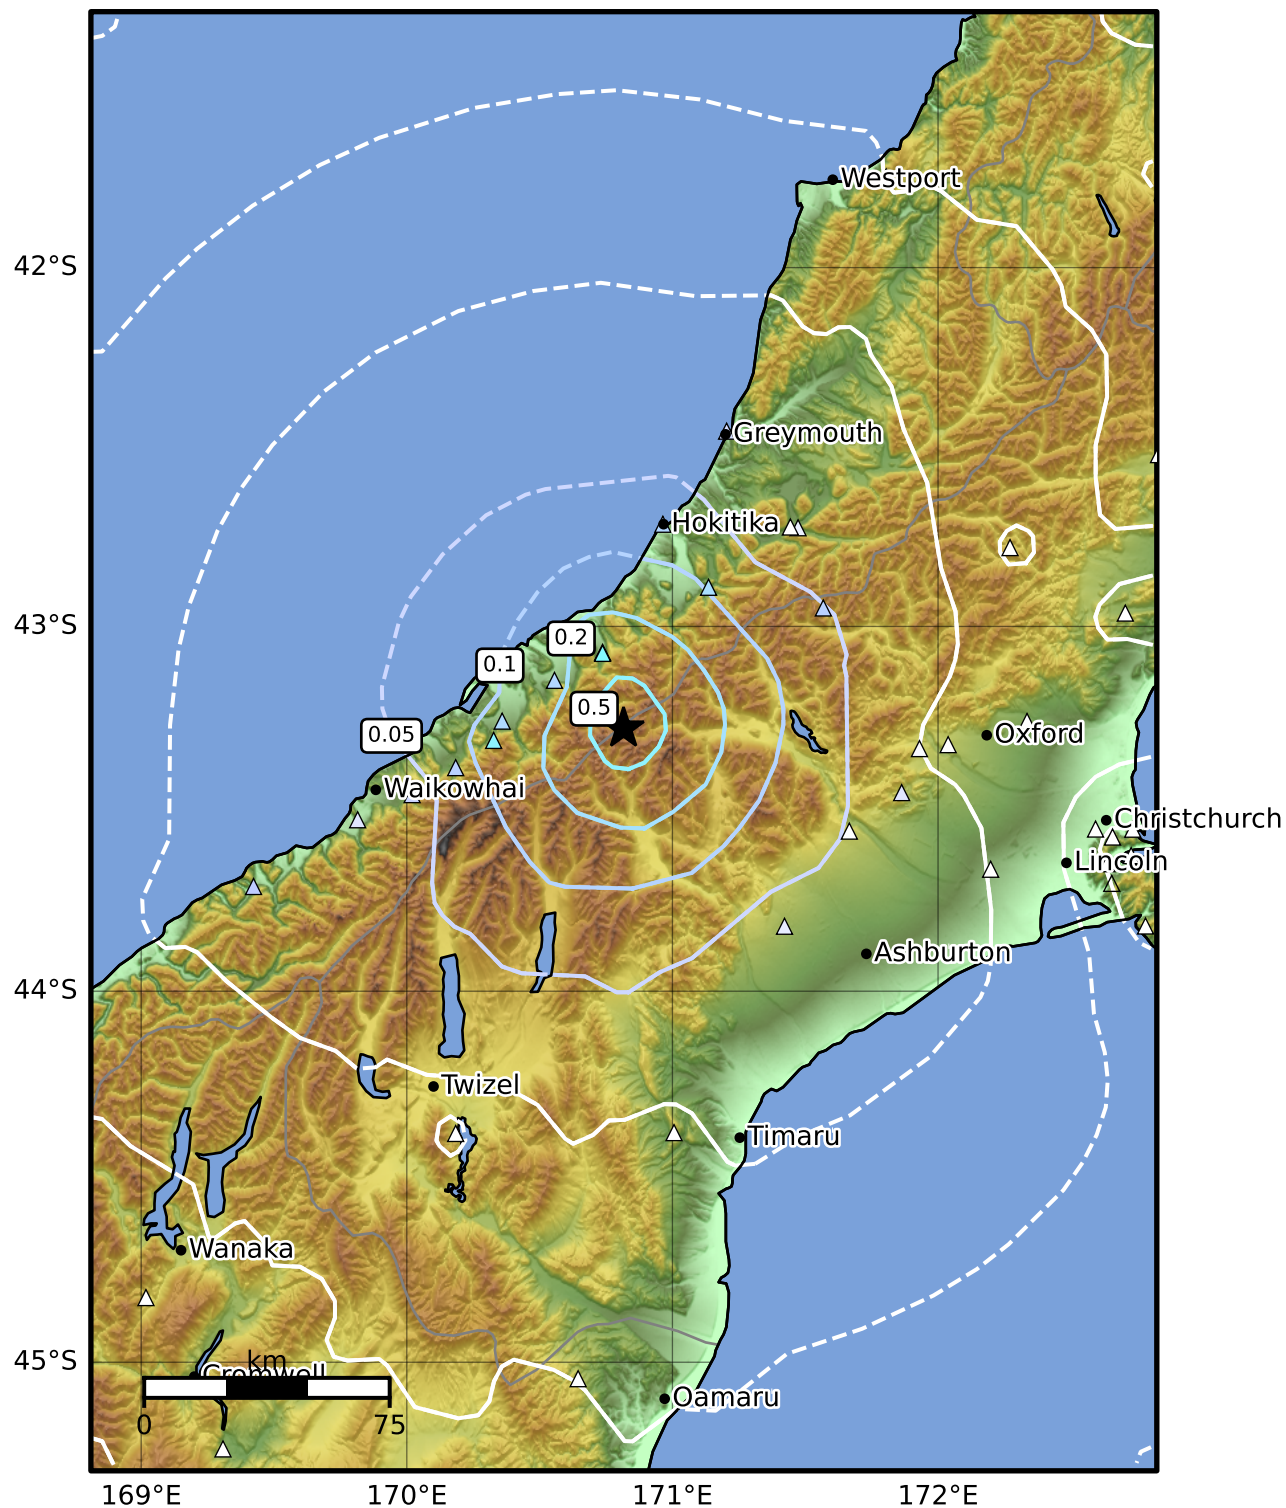 Westport
42°S
Greymouth
Hokitika
43°S
0.2
0.1
0.5
0.05
Oxford
Waikowhai
Christchurch
Lincoln
Ashburton
44°S
Twizel
Timaru
Wanaka
45°S
km
Cromwell
Oamaru
0 75
169°E 170°E 171°E 172°E